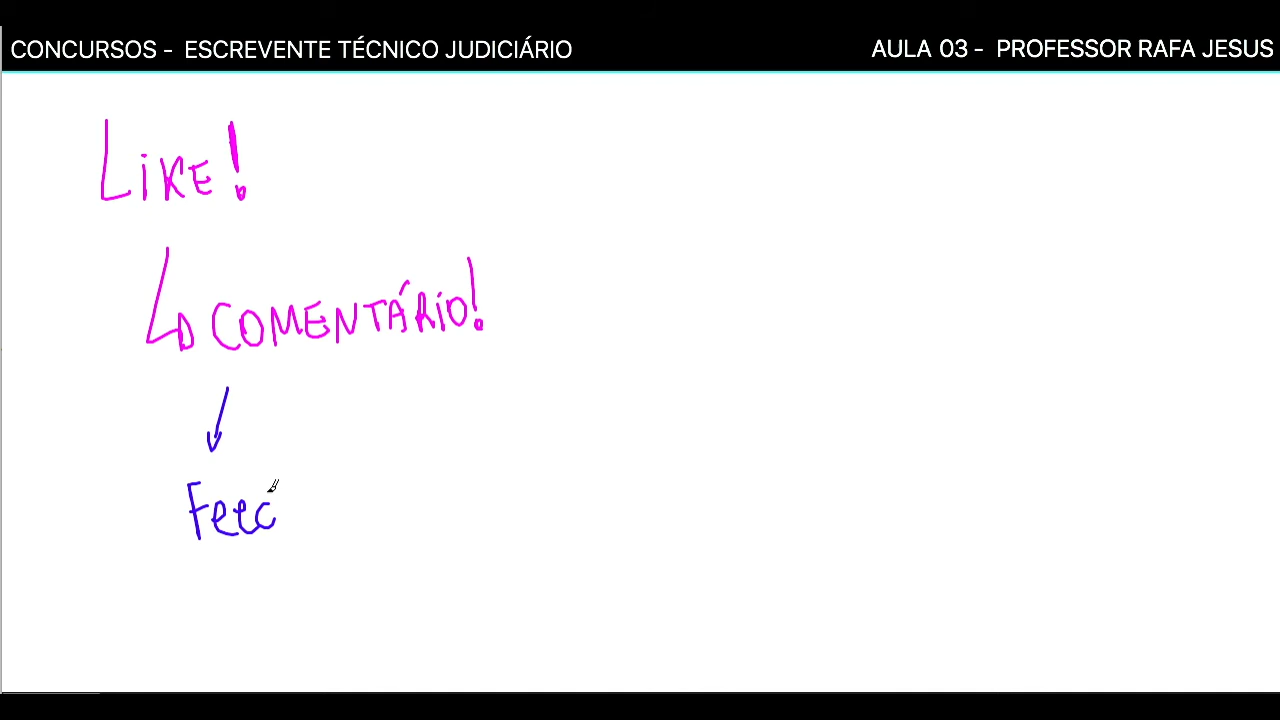 CONCURSOS - ESCREVENTE TÉCNICO JUDICIÁRIO
AULA 03 - PROFESSOR RAFA JESUS
LiKE!
COMENTÁRiO!
Feec